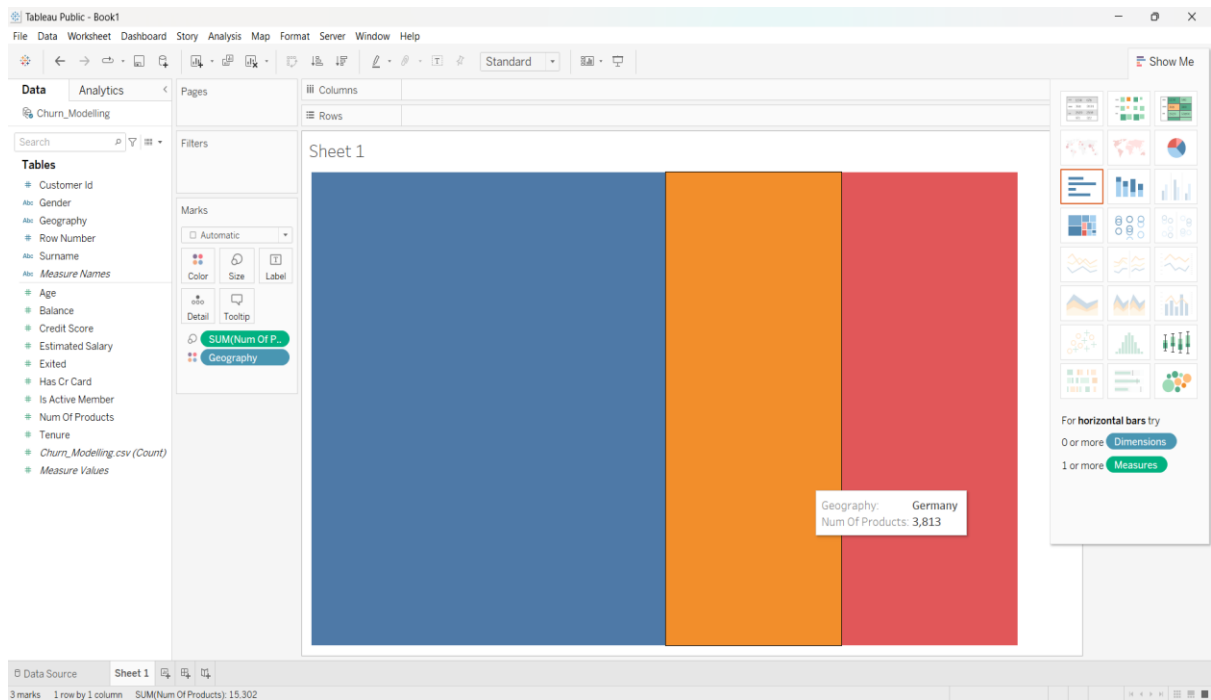 Tableau Public - Book1
File Data Worksheet Dashboard Story Analysis Map Format Server Window Help
Standard
Show Me
Data Analytics
Pages
Columns
Churn_Modelling
Rows
Search
Filters
Sheet 1
Tables
# Customer Id
Abc Gender
Abc Geography
# Row Number
Abc Surname
Abc Measure Names
# Age
# Balance
# Credit Score
# Estimated Salary
# Exited
# Has Cr Card
# Is Active Member
# Num Of Products
# Tenure
# Churn_Modelling.csv (Count)
# Measure Values
Marks
Automatic
Color Size Label
Detail Tooltip
SUM(Num Of P..
Geography
Geography: Germany
Num Of Products: 3,813
For horizontal bars try
0 or more Dimensions
1 or more Measures
Data Source Sheet 1
3 marks 1 row by 1 column SUM(Num Of Products): 15,302